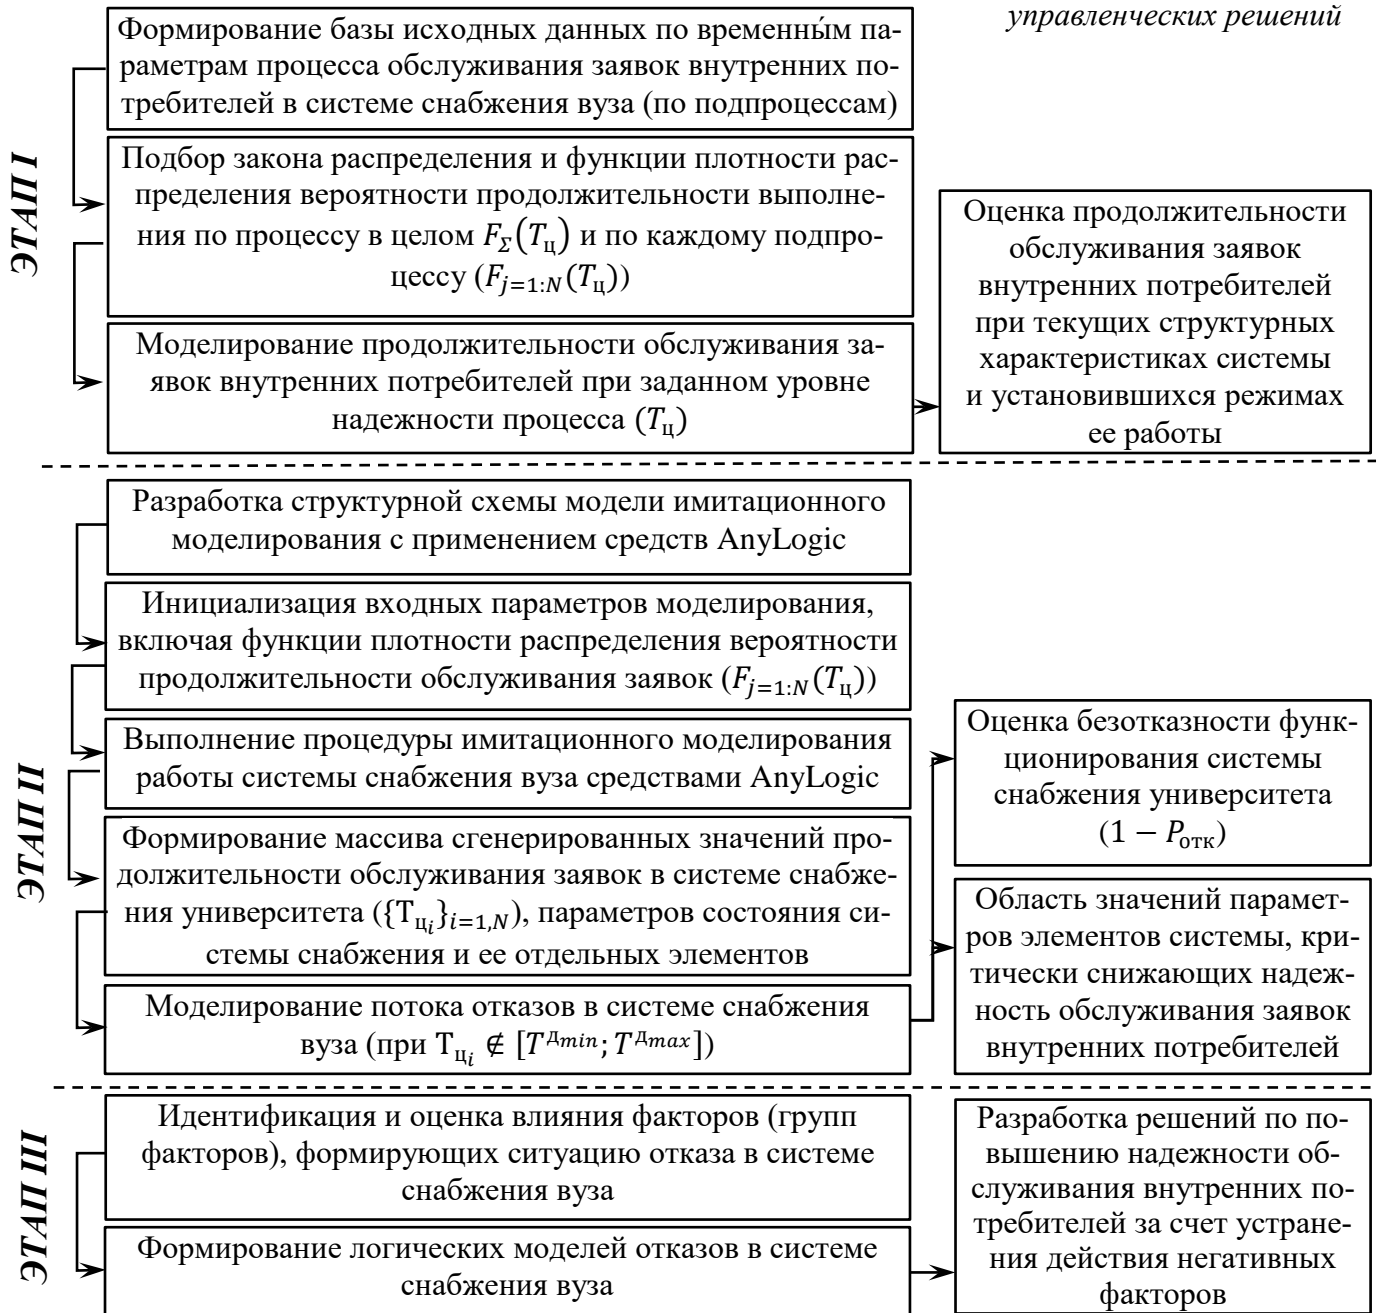 управленческих решений
ЭТАП I
Формирование базы исходных данных по временны́м па-
раметрам процесса обслуживания заявок внутренних по-
требителей в системе снабжения вуза (по подпроцессам)
Подбор закона распределения и функции плотности рас-
пределения вероятности продолжительности выполне-
ния по процессу в целом F_Σ(T_ц) и по каждому подпро-
цессу (F_{j=1:N}(T_ц))
Моделирование продолжительности обслуживания за-
явок внутренних потребителей при заданном уровне
надежности процесса (T_ц)
Оценка продолжительности
обслуживания заявок
внутренних потребителей
при текущих структурных
характеристиках системы
и установившихся режимах
ее работы
ЭТАП II
Разработка структурной схемы модели имитационного
моделирования с применением средств AnyLogic
Инициализация входных параметров моделирования,
включая функции плотности распределения вероятности
продолжительности обслуживания заявок (F_{j=1:N}(T_ц))
Выполнение процедуры имитационного моделирования
работы системы снабжения вуза средствами AnyLogic
Формирование массива сгенерированных значений про-
должительности обслуживания заявок в системе снабже-
ния университета ({T_{ц_i}}_{i=1,N}), параметров состояния си-
стемы снабжения и ее отдельных элементов
Моделирование потока отказов в системе снабжения
вуза (при T_{ц_i} ∉ [T^{д_{min}}; T^{д_{max}}])
Оценка безотказности функ-
ционирования системы
снабжения университета
(1 − P_отк)
Область значений парамет-
ров элементов системы, кри-
тически снижающих надеж-
ность обслуживания заявок
внутренних потребителей
ЭТАП III
Идентификация и оценка влияния факторов (групп
факторов), формирующих ситуацию отказа в системе
снабжения вуза
Формирование логических моделей отказов в системе
снабжения вуза
Разработка решений по по-
вышению надежности об-
служивания внутренних по-
требителей за счет устране-
ния действия негативных
факторов